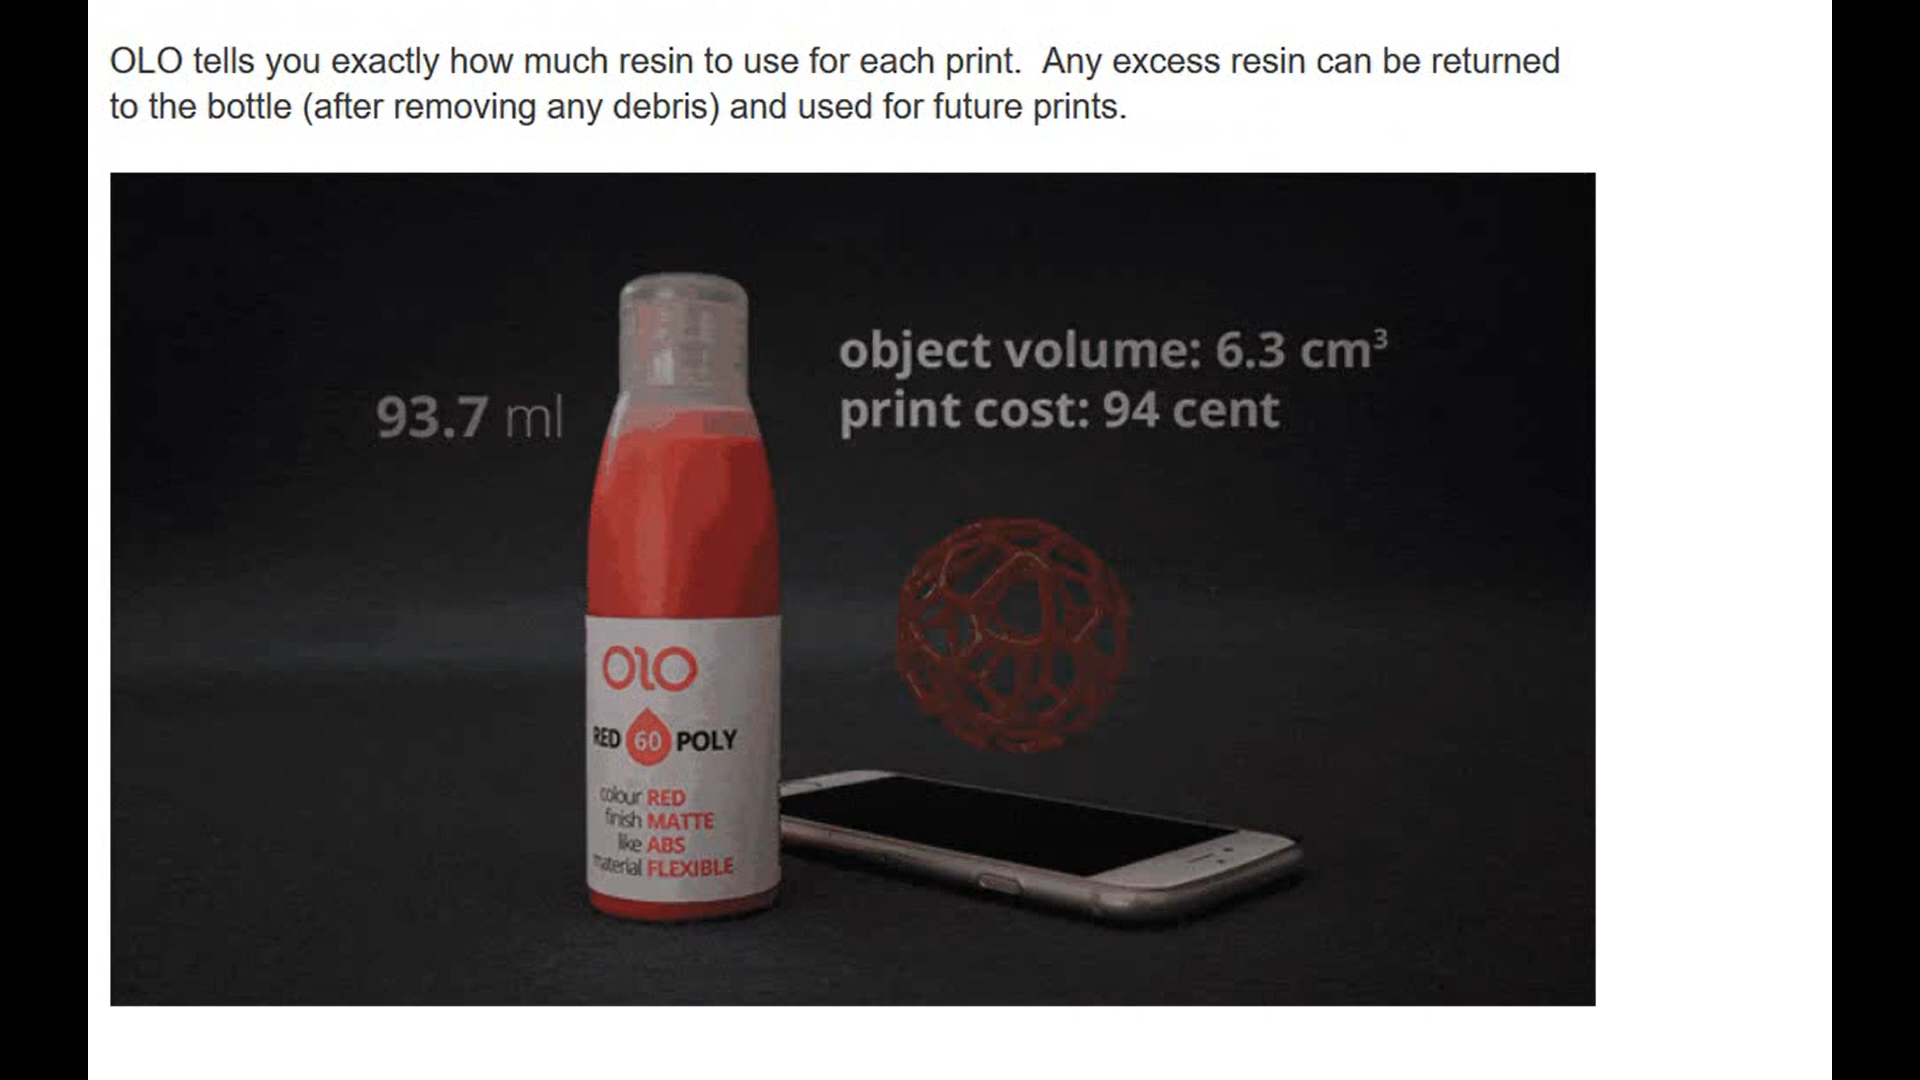 OLO tells you exactly how much resin to use for each print.  Any excess resin can be returned
to the bottle (after removing any debris) and used for future prints.
93.7 ml
object volume: 6.3 cm³
print cost: 94 cent
OLO
RED 60 POLY
colour RED
finish MATTE
like ABS
material FLEXIBLE